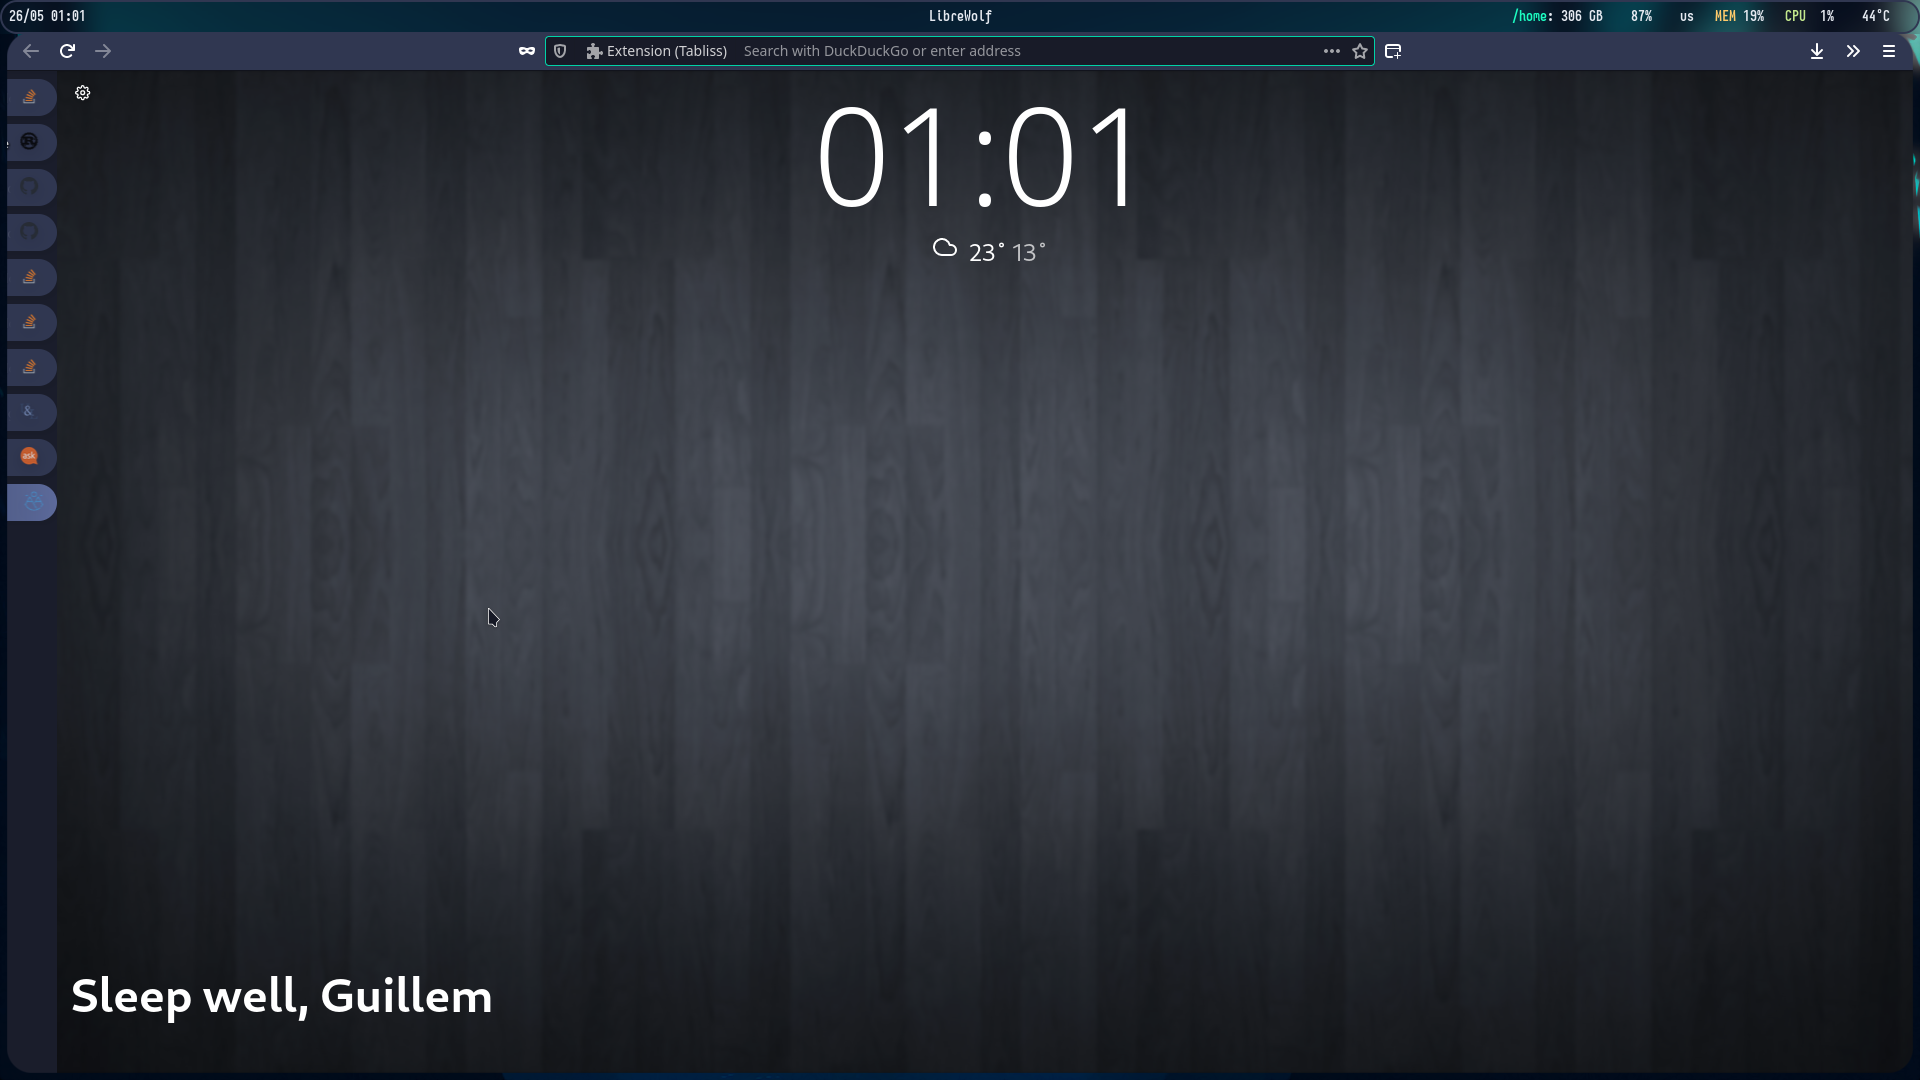 26/05 01:01 LibreWolf /home: 306 GB 87% us MEM 19% CPU 1% 44°C
Extension (Tabliss) Search with DuckDuckGo or enter address
01:01
23° 13°
&
ask
Sleep well, Guillem